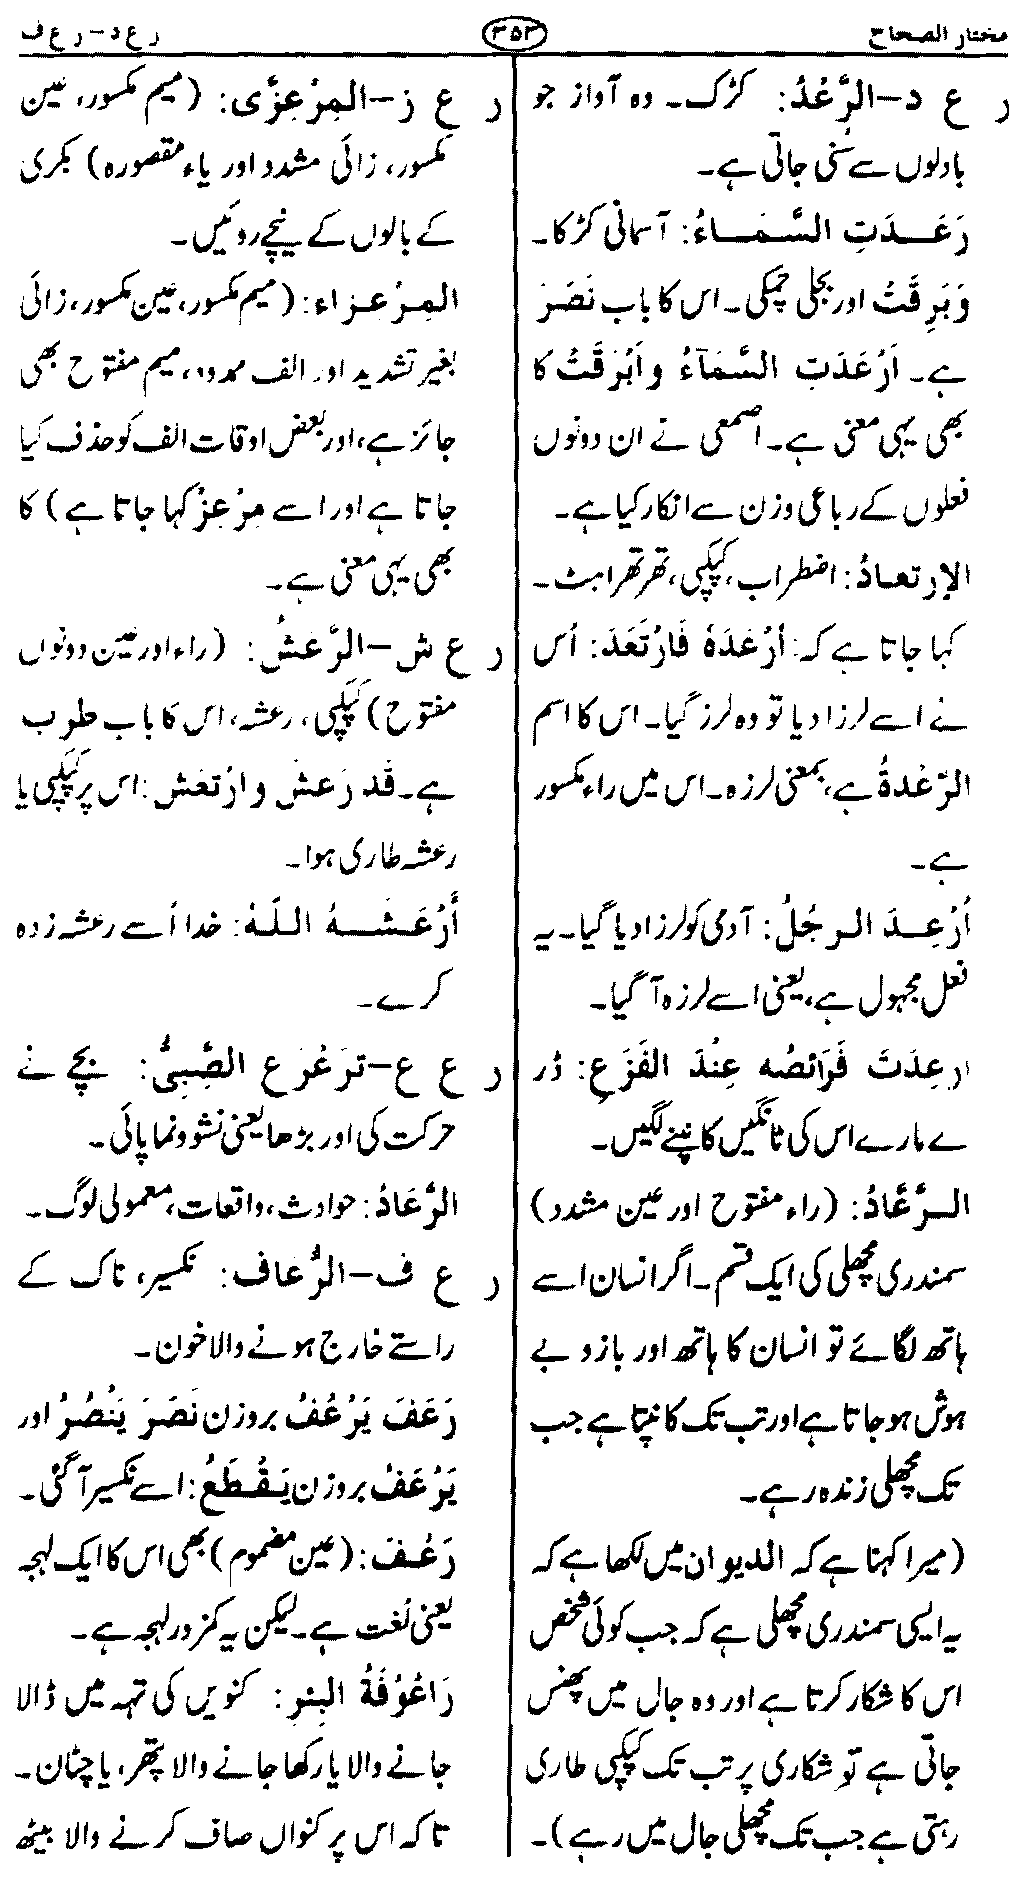 مختار الصحاح
۳۵۳
ر ع د – ر ع ف
ر ع د–الرَّعْدُ: کڑک۔ وہ آواز جو
بادلوں سے سنی جاتی ہے۔
رَعَدَتِ السَّمَاءُ: آسمانی کڑکا۔
وَبَرِقَتْ اور بجلی چمکی۔ اس کا باب نَصَرَ
ہے۔ اَرْعَدَتِ السَّمَآءُ و اَبْرَقَتْ کا
بھی یہی معنی ہے۔ اصمعی نے ان دونوں
فعلوں کے رباعی وزن سے انکار کیا ہے۔
الاِرتعادُ: اضطراب، کپکپی، تھرتھراہٹ۔
کہا جاتا ہے کہ: اَرْعَدَهٗ فَارْتَعَدَ: اُس
نے اسے لرزا دیا تو وہ لرز گیا۔ اس کا اسم
الرِّعْدةُ ہے، بمعنی لرزہ۔ اس میں راء مکسور
ہے۔
اُرْعِدَ الرجُلُ: آدمی کو لرزا دیا گیا۔ یہ
فعل مجہول ہے، یعنی اسے لرزہ آ گیا۔
ارعِدَتَ فَرَائصُه عِنْدَ الفَزَعِ: ڈر
ے مارے اس کی ٹانگیں کانپنے لگیں۔
الرَّعَّادُ: (راء مفتوح اور عین مشدد)
سمندری مچھلی کی ایک قسم۔ اگر انسان اسے
ہاتھ لگائے تو انسان کا ہاتھ اور بازو بے
ہوش ہو جاتا ہے اور تب تک کانپتا ہے جب
تک مچھلی زندہ رہے۔
(میرا کہنا ہے کہ الدیوان میں لکھا ہے کہ
یہ ایسی سمندری مچھلی ہے کہ جب کوئی شخص
اس کا شکار کرتا ہے اور وہ جال میں پھنس
جاتی ہے تو شکاری پر تب تک کپکپی طاری
رہتی ہے جب تک مچھلی جال میں رہے)۔
ر ع ز–المِرْعِزَّی: (میم مکسور، عین
مکسور، زائی مشدد اور یاء مقصورہ) بکری
کے بالوں کے نیچے روئیں۔
المِرْعزاء: (میم مکسور، عین مکسور، زائی
بغیر تشدید اور الف ممدودہ، میم مفتوح بھی
جائز ہے، اور بعض اوقات الف کو حذف کیا
جاتا ہے اور اسے مِرْعِزْ کہا جاتا ہے) کا
بھی یہی معنی ہے۔
ر ع ش–الرَّعشُ: (راء اور عین دونوں
مفتوح) کپکپی، رعشہ، اس کا باب طوب
ہے۔ قَد رَعشَ و ارْتَعَش: اس پر کپکپی یا
رعشہ طاری ہوا۔
أَرْعَشَهُ اللّهُ: خدا اُسے رعشہ زدہ
کرے۔
ر ع ع–ترَعْرَع الصَّبِیُّ: بچے نے
حرکت کی اور بڑھا یعنی نشوونما پائی۔
الرَّعَادُ: حوادث، واقعات، معمولی لوگ۔
ر ع ف–الرُّعاف: نکسیر، ناک کے
راستے خارج ہونے والا خون۔
رَعَفَ یَرْعُفُ بروزن نَصَرَ یَنْصُرُ اور
یَرْعَفُ بروزن یَقْطَعُ: اسے نکسیر آ گئی۔
رَعُفَ: (عین مضموم) بھی اس کا ایک لہجہ
یعنی لُغت ہے۔ لیکن یہ کمزور لہجہ ہے۔
رَاعُوْفَةُ البئر: کنویں کی تہہ میں ڈالا
جانے والا یا رکھا جانے والا پتھر، یا چٹان۔
تاکہ اس پر کنواں صاف کرنے والا بیٹھ